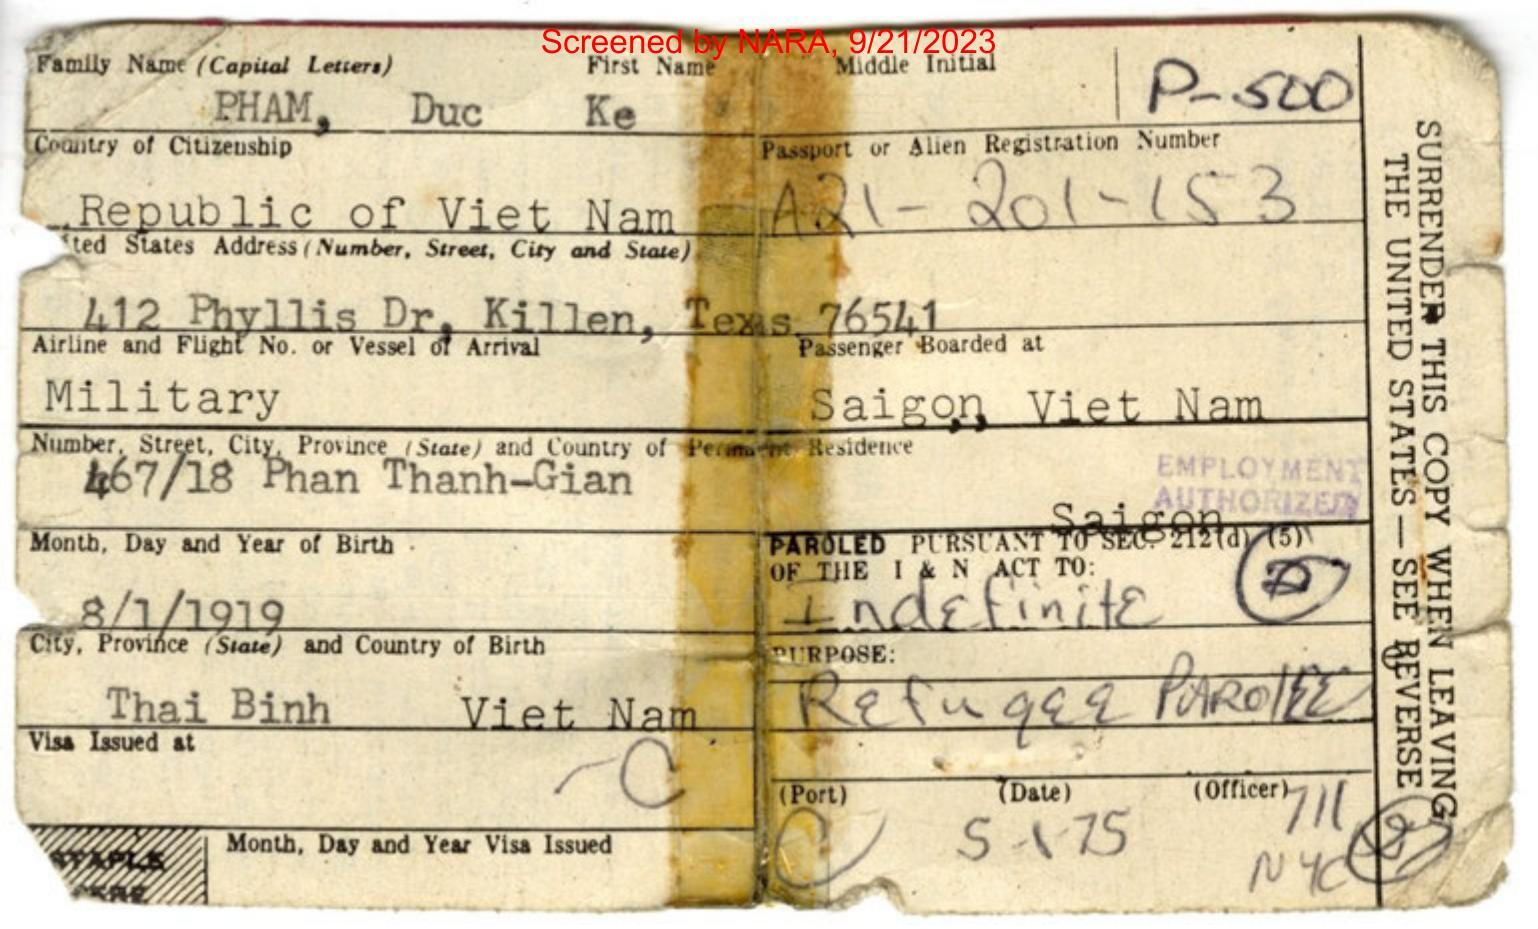 Screened by NARA, 9/21/2023
Family Name (Capital Letters) First Name Middle Initial
PHAM, Duc Ke
P-500
Country of Citizenship
Passport or Alien Registration Number
Republic of Viet Nam
A21-201-153
ted States Address (Number, Street, City and State)
412 Phyllis Dr, Killen, Texas 76541
Airline and Flight No. or Vessel of Arrival
Passenger Boarded at
Military
Saigon, Viet Nam
Number, Street, City, Province (State) and Country of Permanent Residence
467/18 Phan Thanh-Gian
Saigon
EMPLOYMENT
AUTHORIZED
Month, Day and Year of Birth
8/1/1919
PAROLED PURSUANT TO SEC. 212(d) (5)
OF THE I & N ACT TO:
Indefinite
City, Province (State) and Country of Birth
Thai Binh Viet Nam
PURPOSE:
Refugee PAROlEE
Visa Issued at
C
(Port) (Date) (Officer)
5-1-75
711
NYC
STAPLE
HERE
Month, Day and Year Visa Issued
SURRENDER THIS COPY WHEN LEAVING
THE UNITED STATES—SEE REVERSE